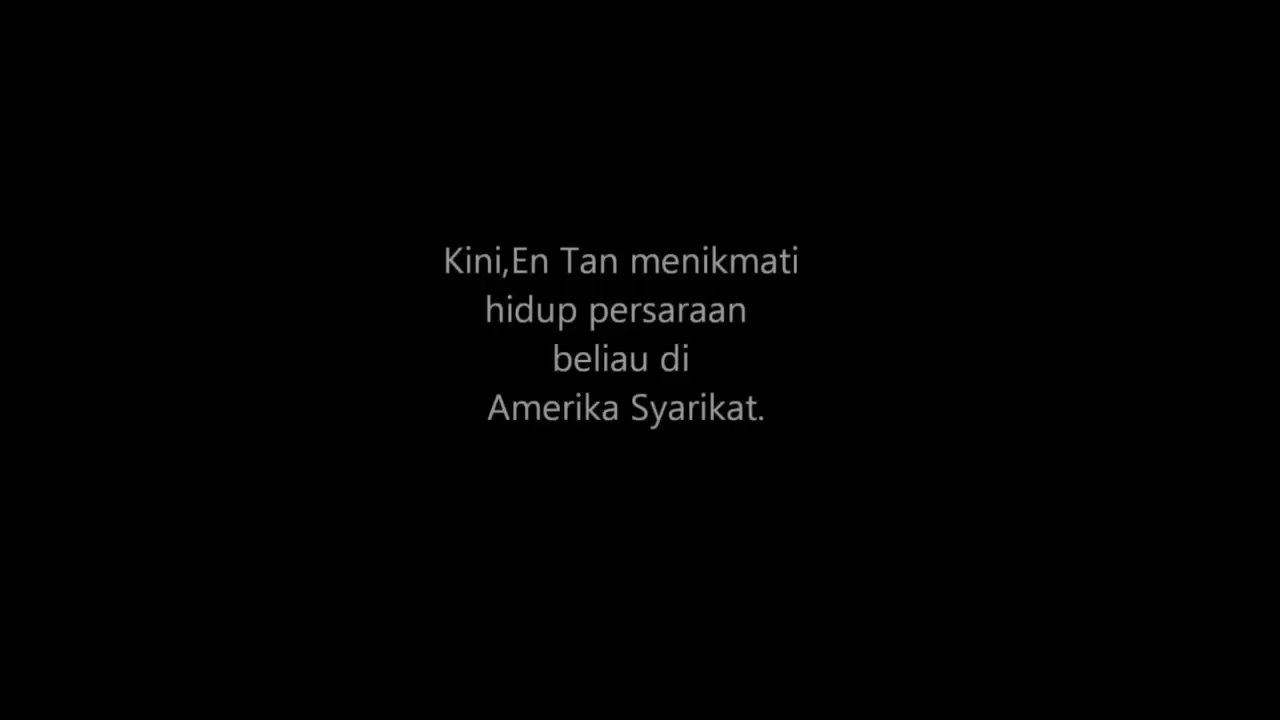 Kini,En Tan menikmati
hidup persaraan
beliau di
Amerika Syarikat.